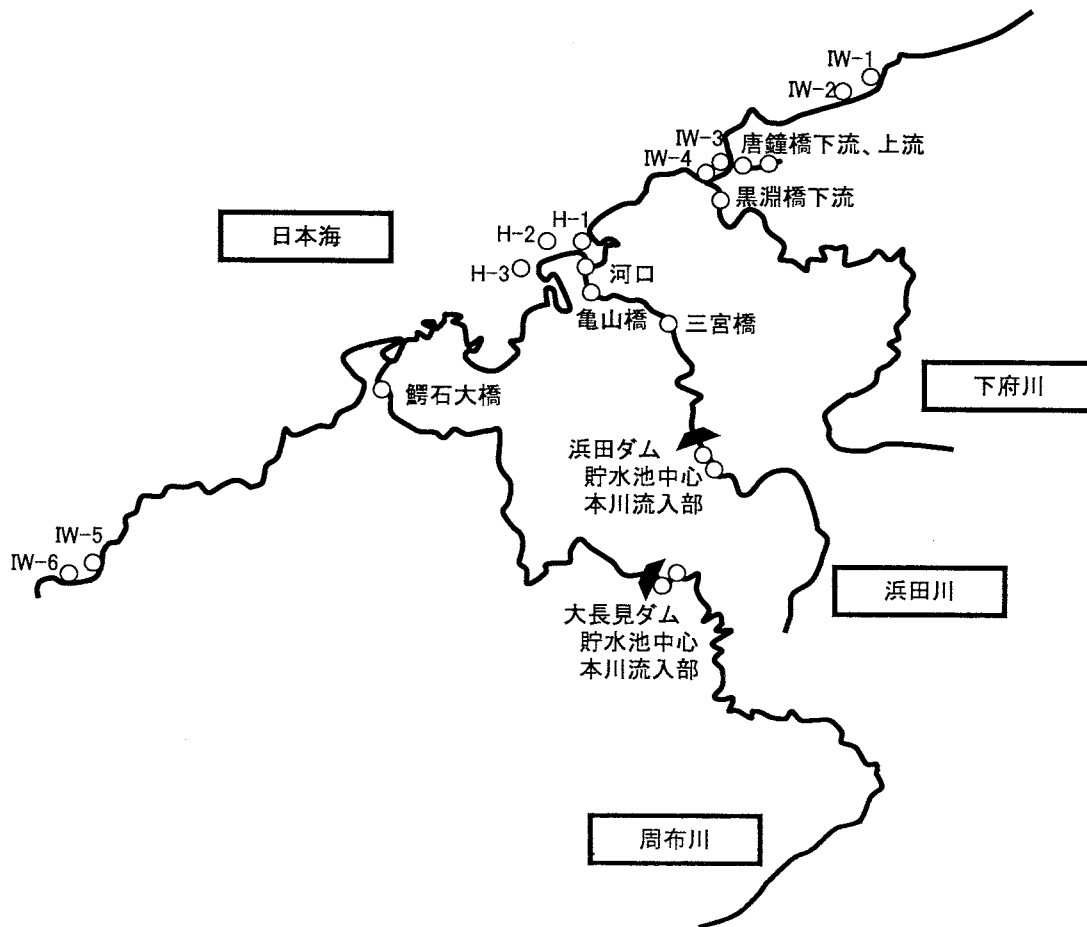 IW-1
IW-2
IW-3
唐鐘橋下流、上流
IW-4
黒淵橋下流
日本海
H-1
H-2
H-3
河口
亀山橋
三宮橋
下府川
鰐石大橋
浜田ダム
貯水池中心
本川流入部
IW-5
IW-6
浜田川
大長見ダム
貯水池中心
本川流入部
周布川